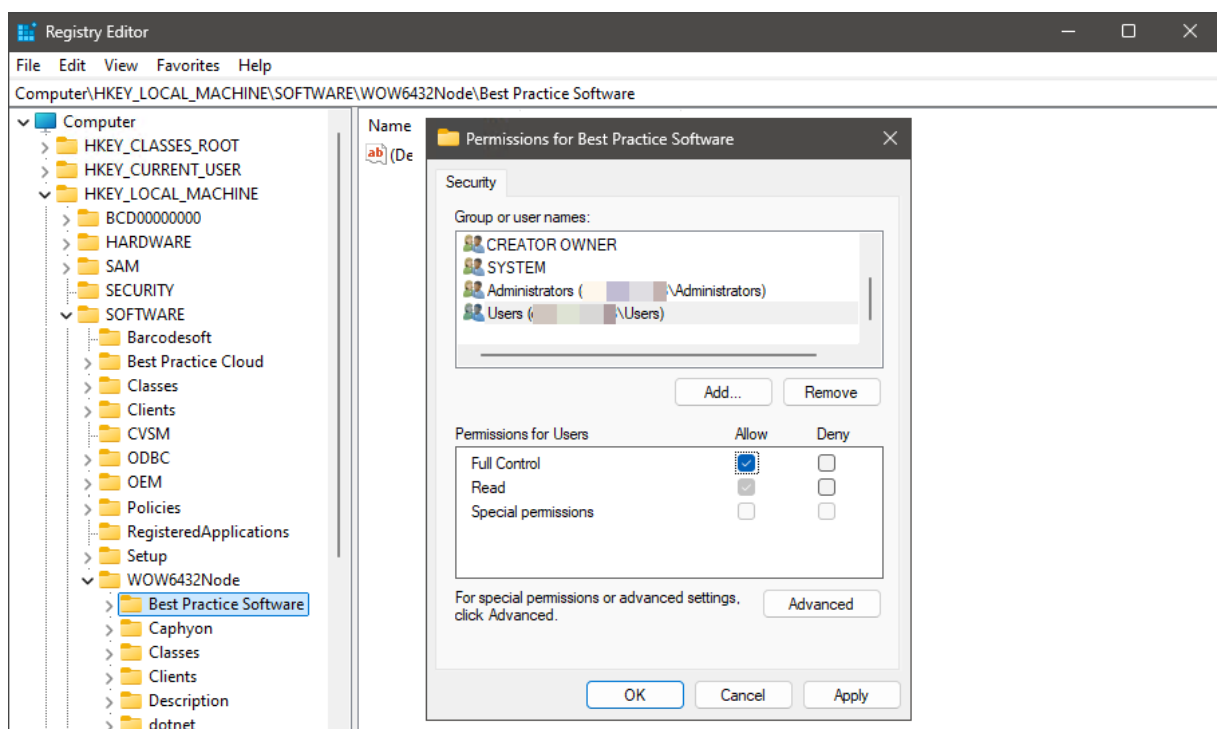 Registry Editor
File Edit View Favorites Help
Computer\HKEY_LOCAL_MACHINE\SOFTWARE\WOW6432Node\Best Practice Software
Computer
HKEY_CLASSES_ROOT
HKEY_CURRENT_USER
HKEY_LOCAL_MACHINE
BCD00000000
HARDWARE
SAM
SECURITY
SOFTWARE
Barcodesoft
Best Practice Cloud
Classes
Clients
CVSM
ODBC
OEM
Policies
RegisteredApplications
Setup
WOW6432Node
Best Practice Software
Caphyon
Classes
Clients
Description
dotnet
Name
ab (De
Permissions for Best Practice Software
Security
Group or user names:
CREATOR OWNER
SYSTEM
Administrators ( \Administrators)
Users ( \Users)
Add... Remove
Permissions for Users Allow Deny
Full Control
Read
Special permissions
For special permissions or advanced settings,
click Advanced.
Advanced
OK Cancel Apply